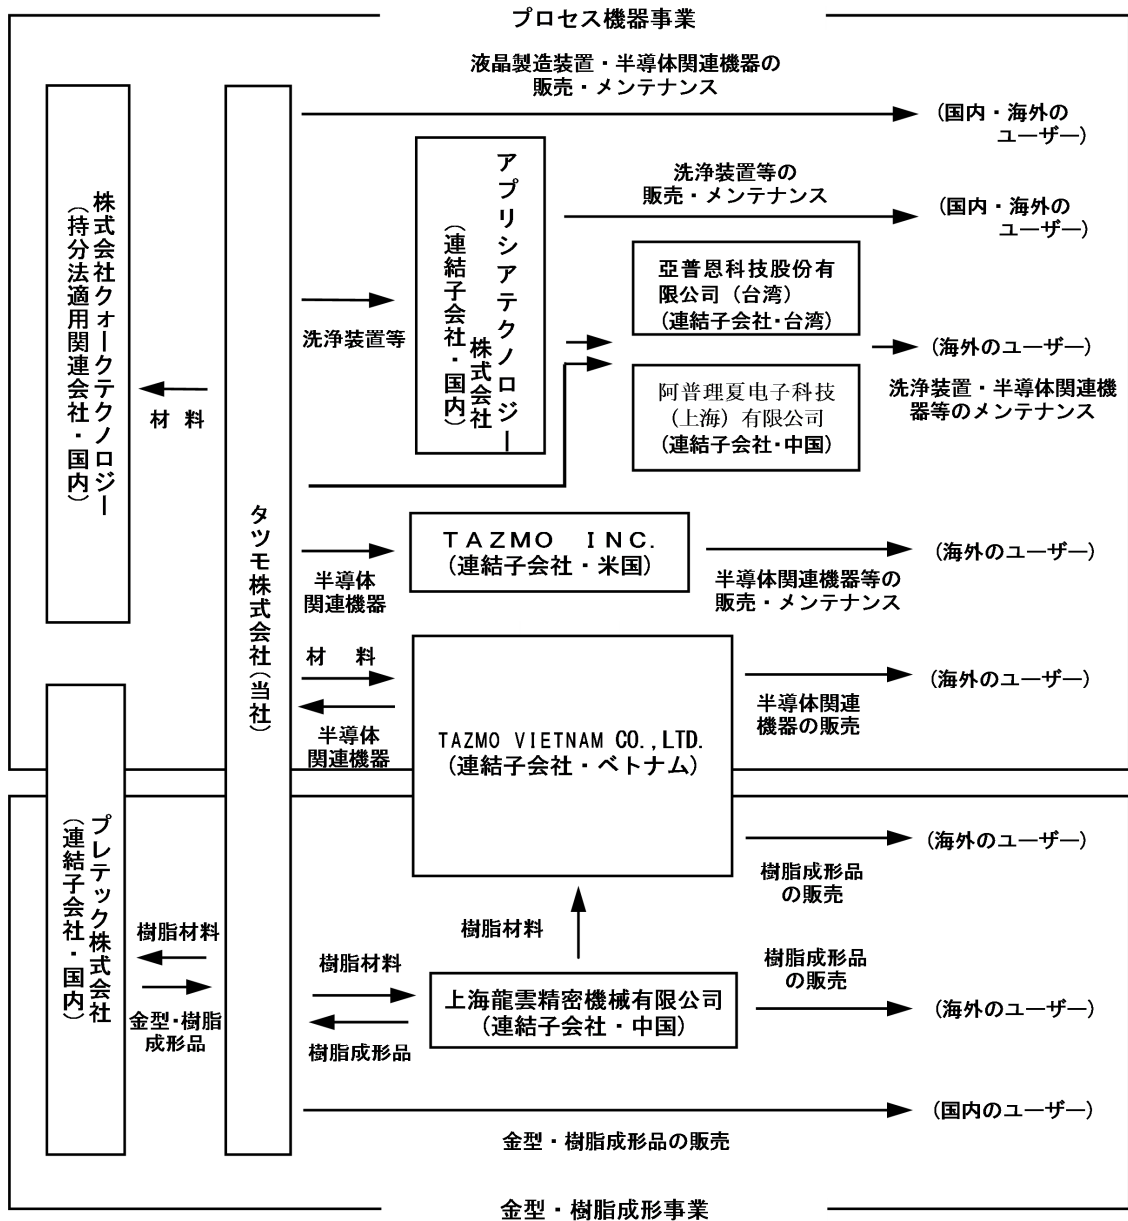 プロセス機器事業
液晶製造装置・半導体関連機器の
販売・メンテナンス
（国内・海外の
ユーザー）
株式会社クォークテクノロジー
（持分法適用関連会社・国内）
材　料
タツモ株式会社（当社）
洗浄装置等
アプリシアテクノロジー
株式会社
（連結子会社・国内）
洗浄装置等の
販売・メンテナンス
（国内・海外の
ユーザー）
亞普恩科技股份有
限公司（台湾）
（連結子会社・台湾）
阿普理夏电子科技
（上海）有限公司
（連結子会社・中国）
（海外のユーザー）
洗浄装置・半導体関連機
器等のメンテナンス
半導体
関連機器
ＴＡＺＭＯ　ＩＮＣ．
（連結子会社・米国）
半導体関連機器等の
販売・メンテナンス
（海外のユーザー）
材　料
半導体
関連機器
TAZMO VIETNAM CO.,LTD.
（連結子会社・ベトナム）
半導体関連
機器の販売
（海外のユーザー）
プレテック株式会社
（連結子会社・国内）
樹脂材料
金型・樹脂
成形品
樹脂成形品
の販売
（海外のユーザー）
樹脂材料
樹脂材料
樹脂成形品
上海龍雲精密機械有限公司
（連結子会社・中国）
樹脂成形品
の販売
（海外のユーザー）
金型・樹脂成形品の販売
（国内のユーザー）
金型・樹脂成形事業